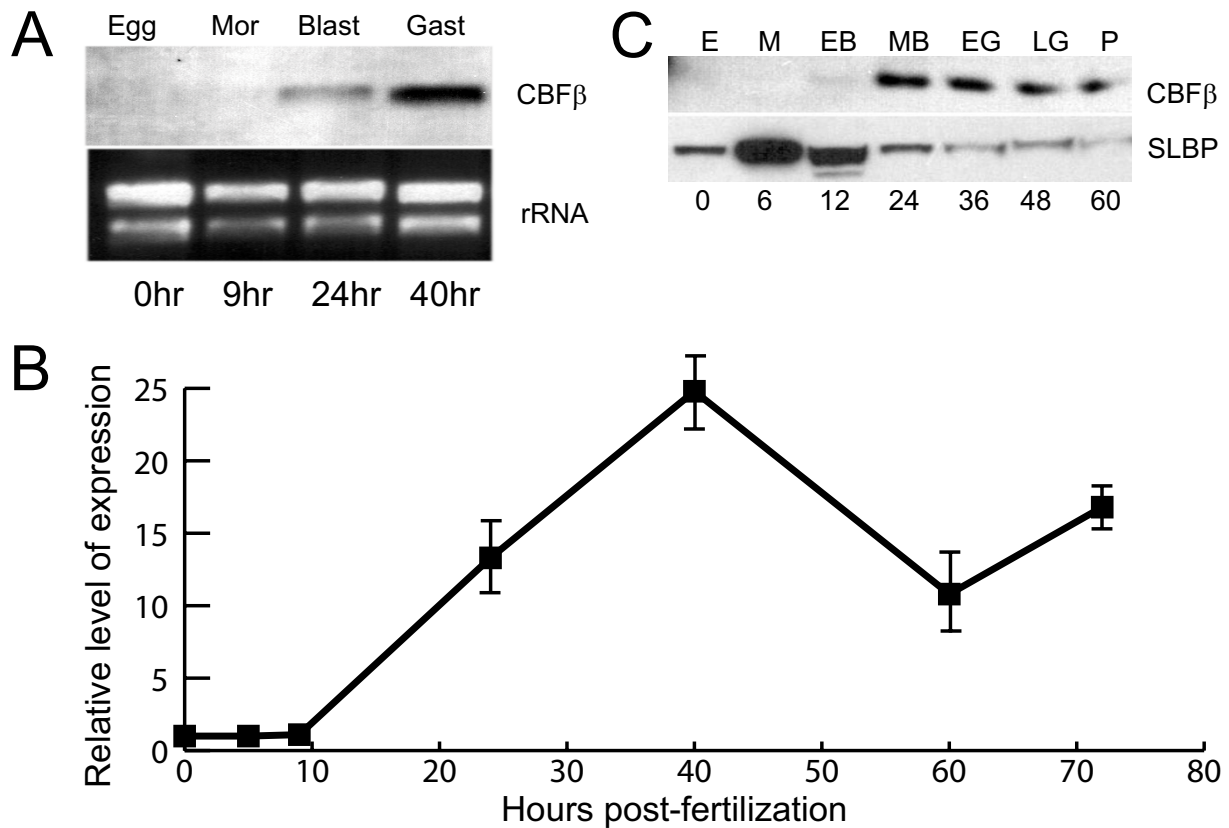 A
Egg Mor Blast Gast
CBFβ
rRNA
0hr 9hr 24hr 40hr
C
E M EB MB EG LG P
CBFβ
SLBP
0 6 12 24 36 48 60
B
Relative level of expression
25
20
15
10
5
0
0 10 20 30 40 50 60 70 80
Hours post-fertilization